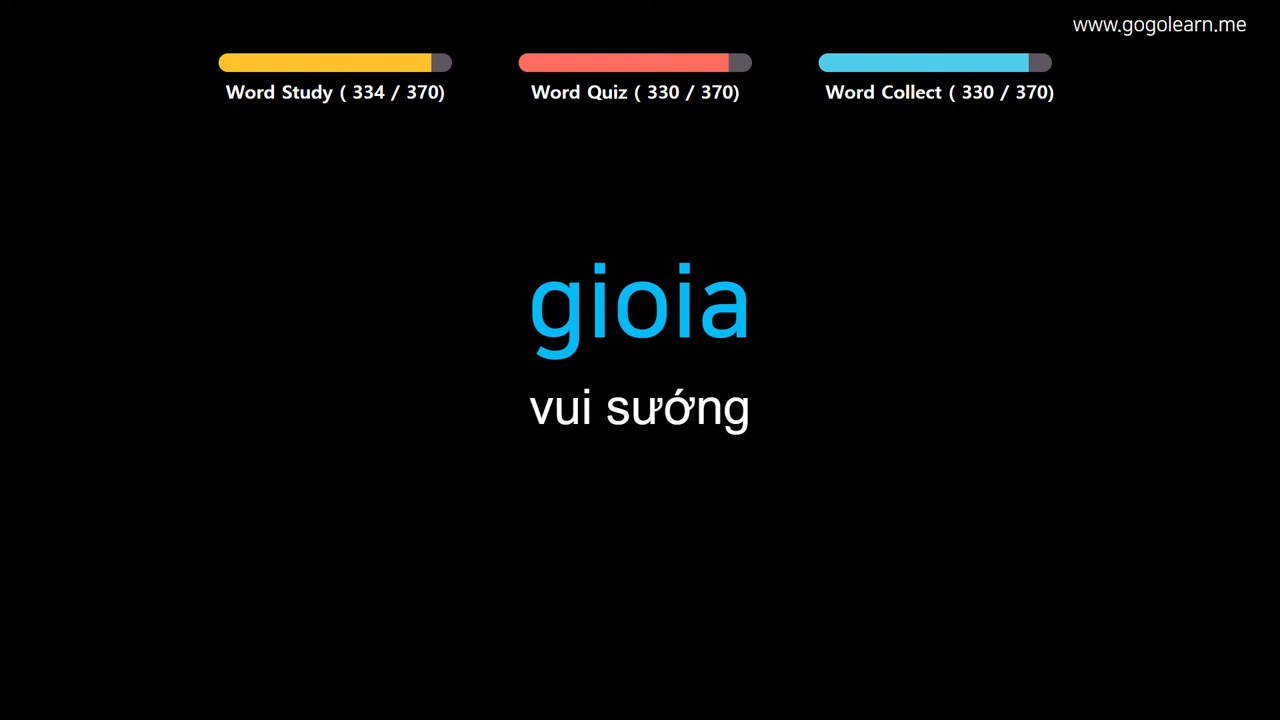 www.gogolearn.me
Word Study ( 334 / 370)
Word Quiz ( 330 / 370)
Word Collect ( 330 / 370)
gioia
vui sướng